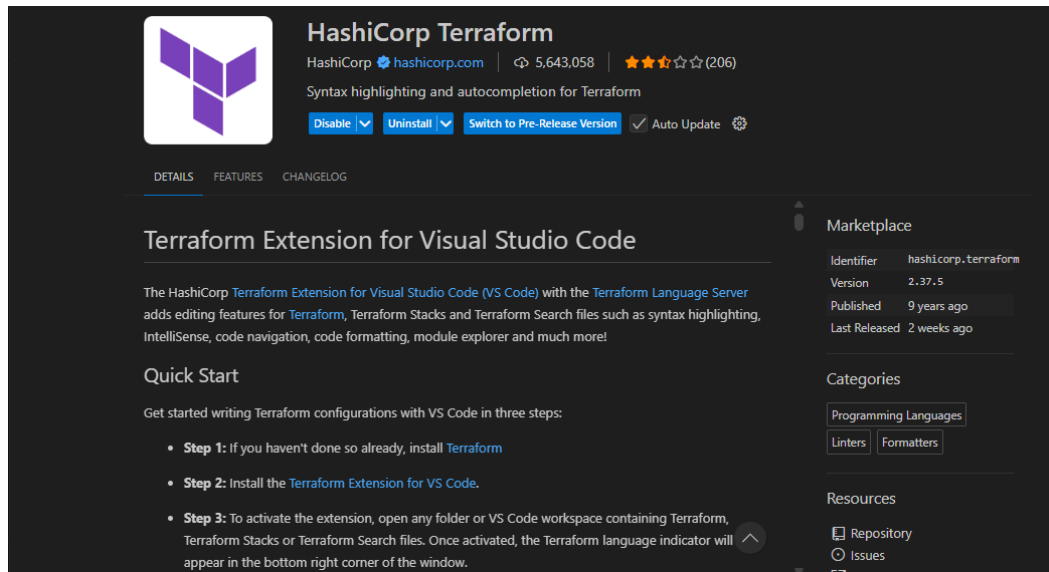 HashiCorp Terraform
HashiCorp hashicorp.com 5,643,058 (206)
Syntax highlighting and autocompletion for Terraform
Disable Uninstall Switch to Pre-Release Version Auto Update
DETAILS FEATURES CHANGELOG
Terraform Extension for Visual Studio Code
The HashiCorp Terraform Extension for Visual Studio Code (VS Code) with the Terraform Language Server
adds editing features for Terraform, Terraform Stacks and Terraform Search files such as syntax highlighting,
IntelliSense, code navigation, code formatting, module explorer and much more!
Quick Start
Get started writing Terraform configurations with VS Code in three steps:
• Step 1: If you haven't done so already, install Terraform
• Step 2: Install the Terraform Extension for VS Code.
• Step 3: To activate the extension, open any folder or VS Code workspace containing Terraform,
Terraform Stacks or Terraform Search files. Once activated, the Terraform language indicator will
appear in the bottom right corner of the window.
Marketplace
Identifier hashicorp.terraform
Version 2.37.5
Published 9 years ago
Last Released 2 weeks ago
Categories
Programming Languages
Linters Formatters
Resources
Repository
Issues